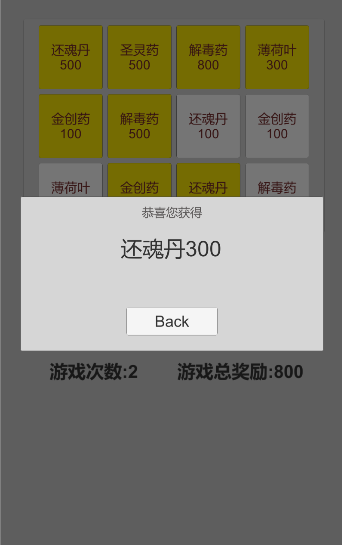 还魂丹 圣灵药 解毒药 薄荷叶
500 500 800 300
金创药 解毒药 还魂丹 金创药
100 500 100 100
薄荷叶 金创药 还魂丹 解毒药
恭喜您获得
还魂丹300
Back
游戏次数:2 游戏总奖励:800